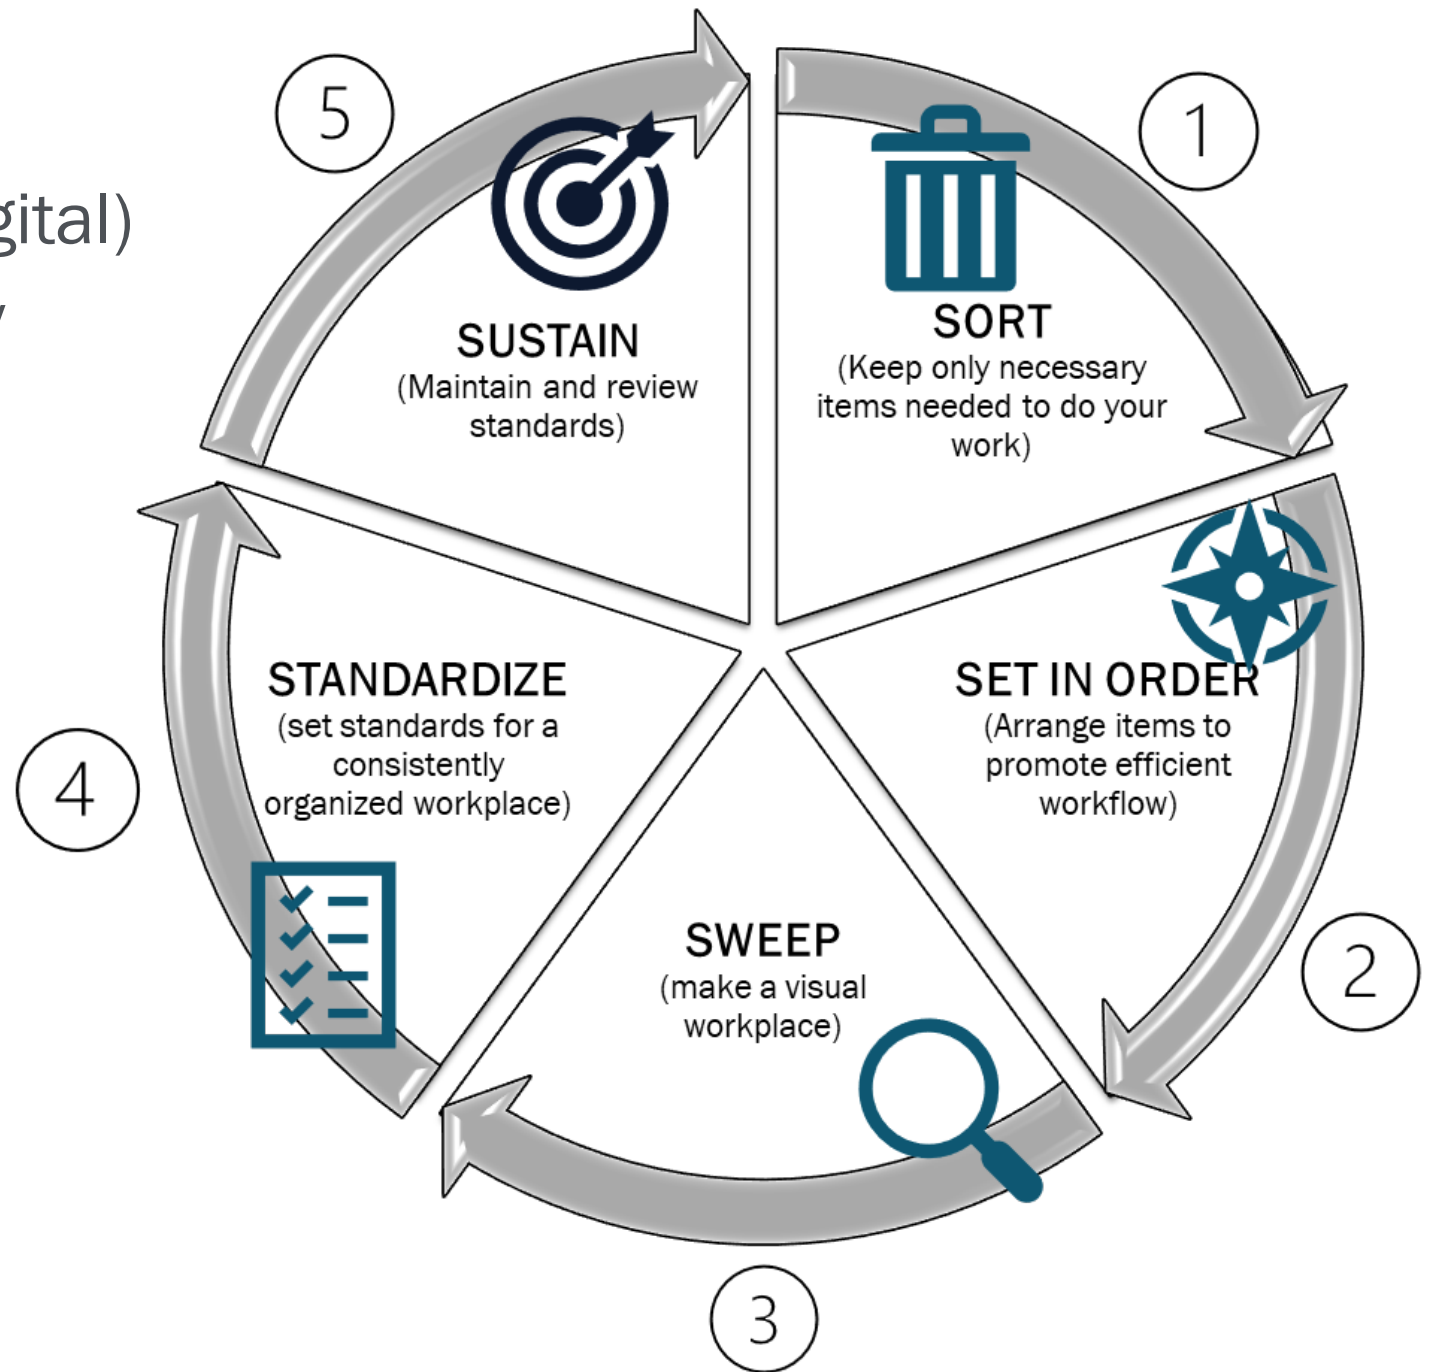 gital)
y
1
SORT
(Keep only necessary
items needed to do your
work)
2
SET IN ORDER
(Arrange items to
promote efficient
workflow)
3
SWEEP
(make a visual
workplace)
4
STANDARDIZE
(set standards for a
consistently
organized workplace)
5
SUSTAIN
(Maintain and review
standards)